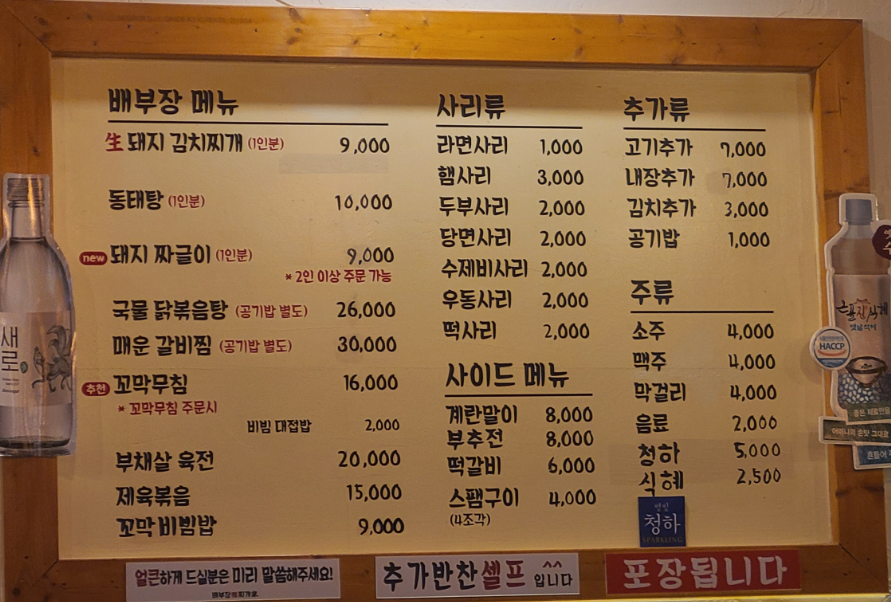 배부장 메뉴
生 돼지 김치찌개 (1인분) 9,000
동태탕 (1인분) 10,000
new 돼지 짜글이 (1인분) 9,000
* 2인 이상 주문 가능
국물 닭볶음탕 (공기밥 별도) 26,000
매운 갈비찜 (공기밥 별도) 30,000
추천 꼬막무침 16,000
* 꼬막무침 주문시
비빔 대접밥 2,000
부채살 육전 20,000
제육볶음 15,000
꼬막 비빔밥 9,000
사리류
라면사리 1,000
햄사리 3,000
두부사리 2,000
당면사리 2,000
수제비사리 2,000
우동사리 2,000
떡사리 2,000
사이드 메뉴
계란말이 8,000
부추전 8,000
떡갈비 6,000
스팸구이 4,000
(4조각)
추가류
고기추가 7,000
내장추가 7,000
김치추가 3,000
공기밥 1,000
주류
소주 4,000
맥주 4,000
막걸리 4,000
음료 2,000
청하 5,000
식혜 2,500
청하
SPARKLING
새로
HACCP
얼큰하게 드실분은 미리 말씀해주세요!
추가반찬 셀프 ^^ 입니다
포장됩니다